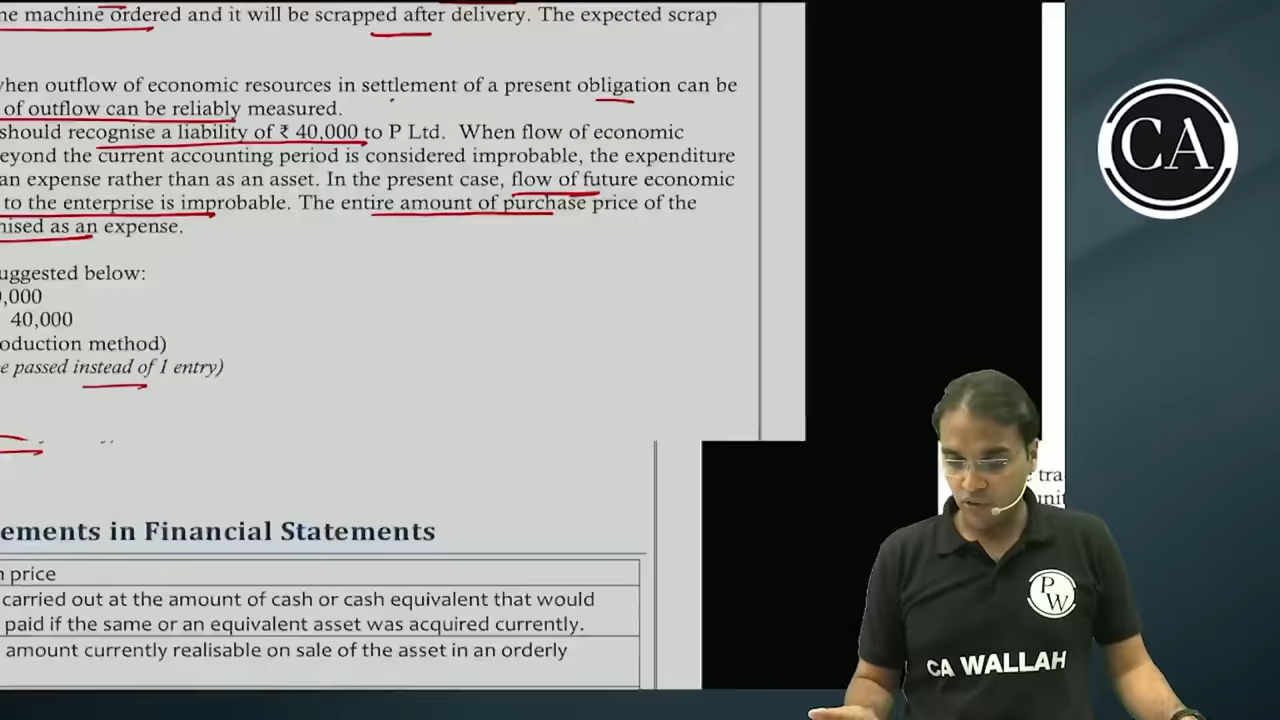 ne machine ordered and it will be scrapped after delivery. The expected scrap
when outflow of economic resources in settlement of a present obligation can be
of outflow can be reliably measured.
should recognise a liability of ₹ 40,000 to P Ltd. When flow of economic
eyond the current accounting period is considered improbable, the expenditure
an expense rather than as an asset. In the present case, flow of future economic
to the enterprise is improbable. The entire amount of purchase price of the
nised as an expense.
uggested below:
0,000
40,000
oduction method)
e passed instead of 1 entry)
ements in Financial Statements
n price
carried out at the amount of cash or cash equivalent that would
paid if the same or an equivalent asset was acquired currently.
amount currently realisable on sale of the asset in an orderly
CA
tra
unit
PW
CA WALLAH